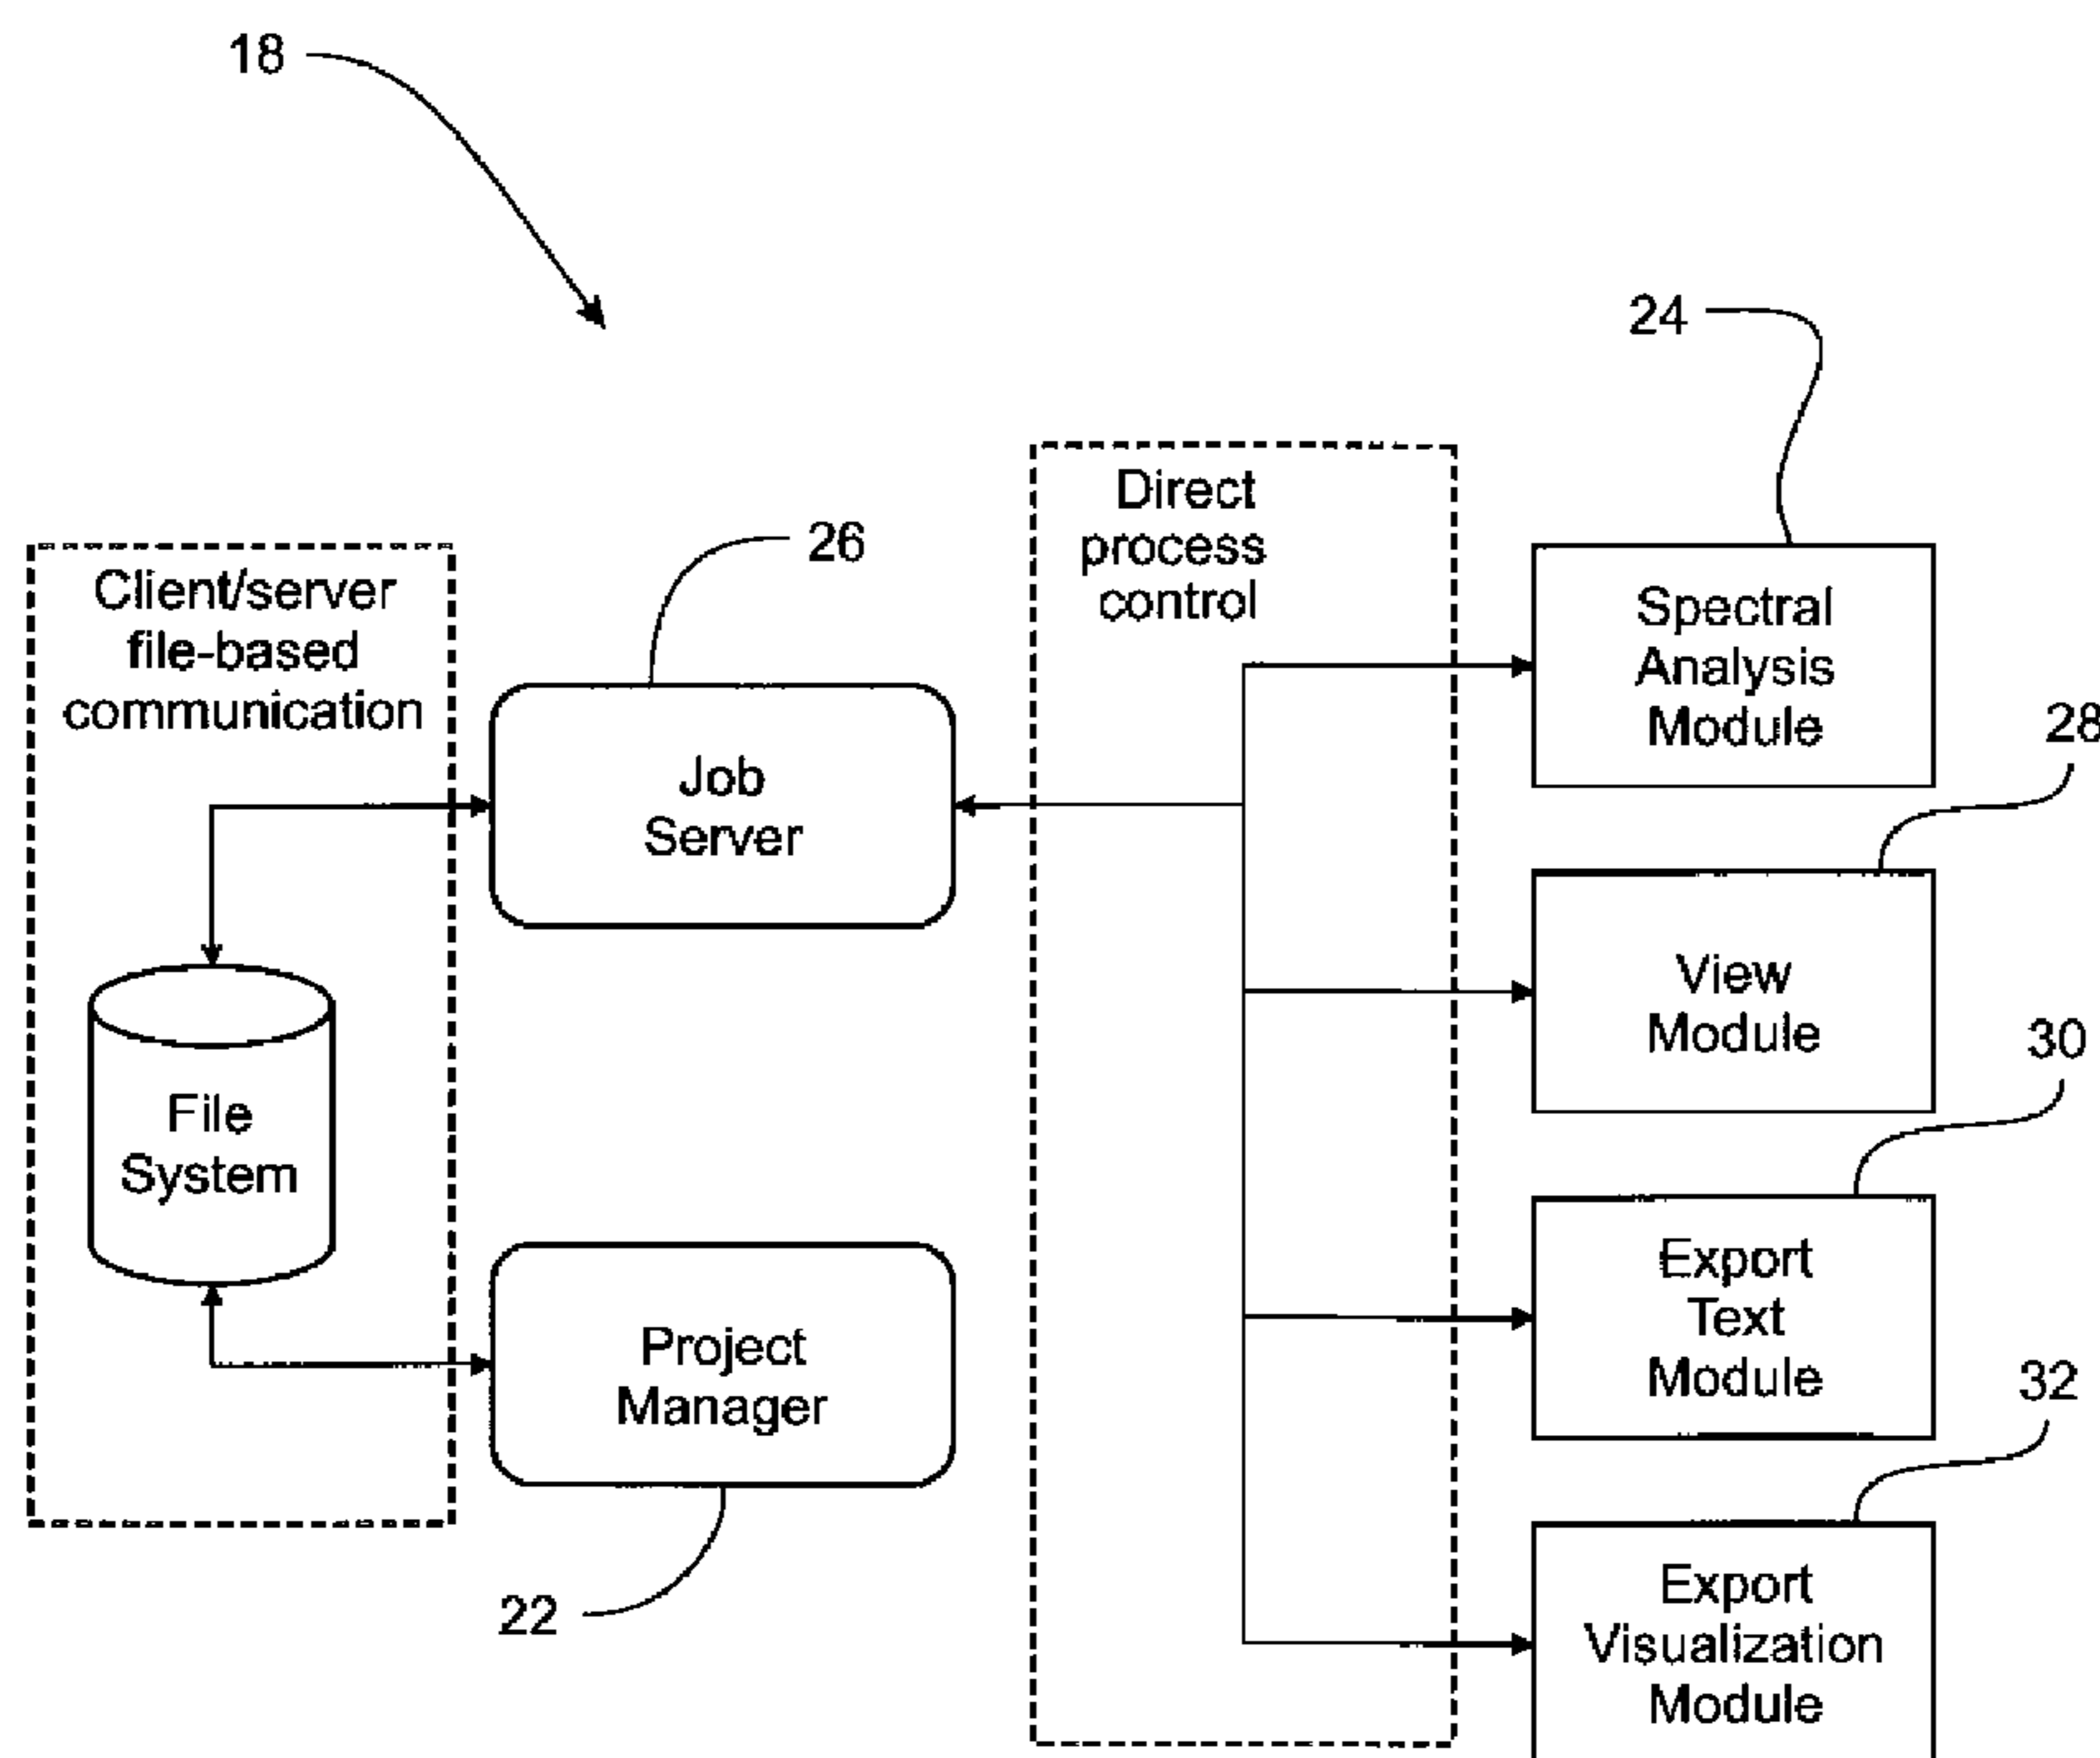 18
24
Direct
process
control
26
Client/server
file-based
communication
Spectral
Analysis
Module
28
Job
Server
View
Module
30
File
System
Export
Text
Module
32
Project
Manager
22
Export
Visualization
Module